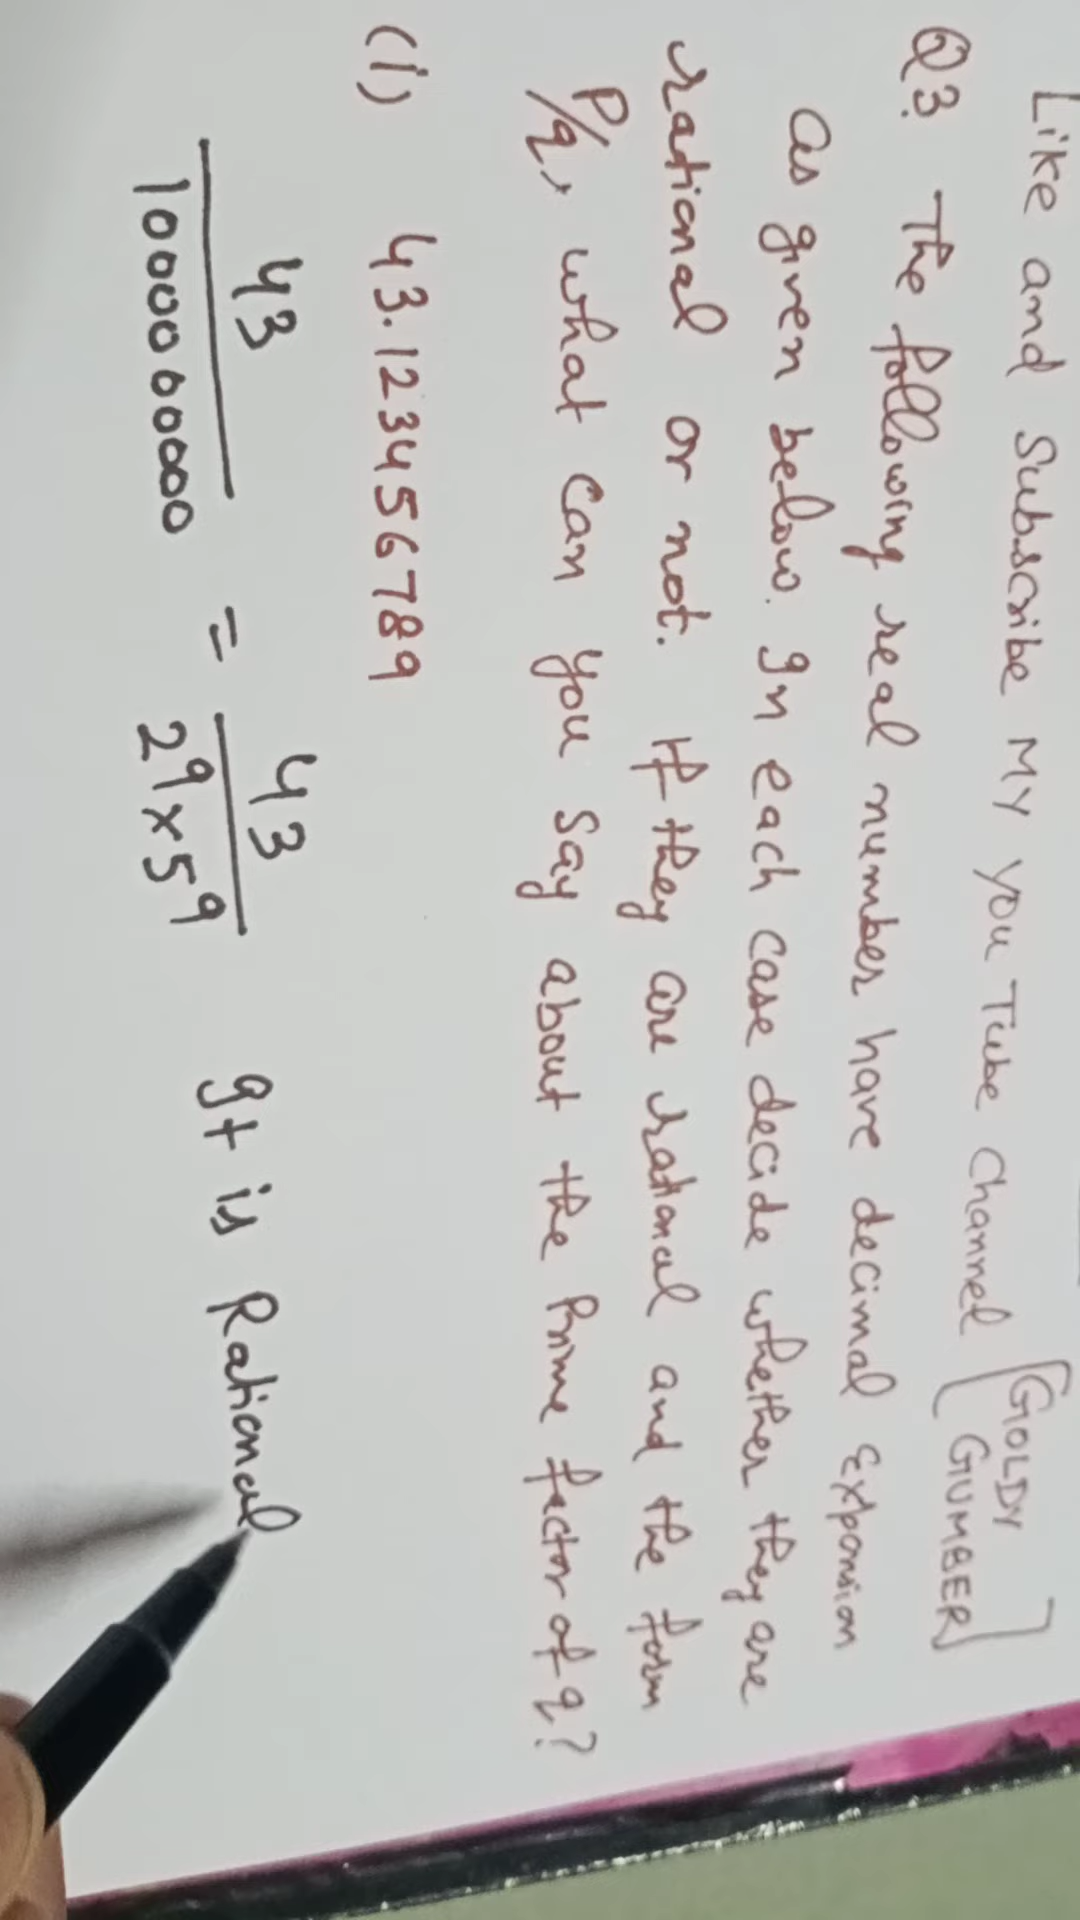 Like and Subscribe MY YOU Tube Channel [GOLDY GUMBER]
Q3. The following real number have decimal expansion
as given below. In each case decide whether they are
rational or not. If they are rational and the form
P/q, what can you say about the Prime factor of q?
(i) 43.123456789
43/1000000000 = 43/2⁹×5⁹ It is Rational